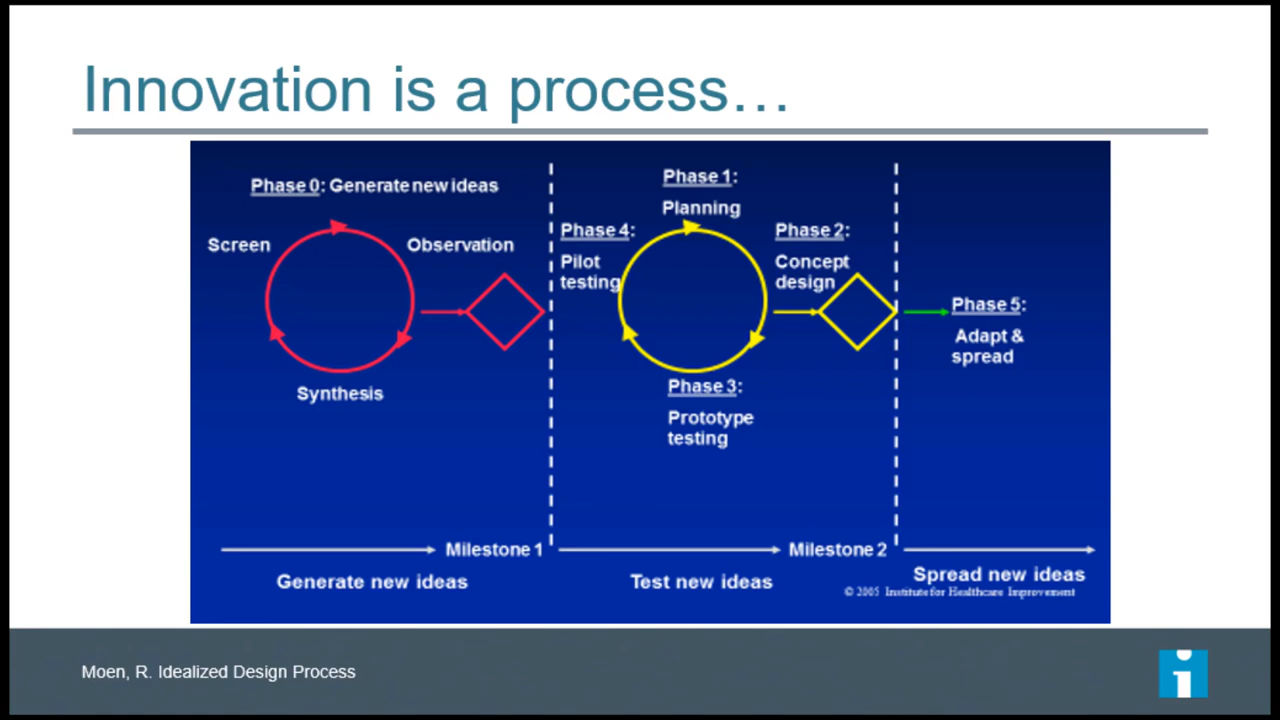 Innovation is a process…
Phase 0: Generate new ideas
Screen
Observation
Synthesis
Phase 1:
Planning
Phase 2:
Concept
design
Phase 3:
Prototype
testing
Phase 4:
Pilot
testing
Phase 5:
Adapt &
spread
Milestone 1
Milestone 2
Generate new ideas
Test new ideas
Spread new ideas
© 2005 Institute for Healthcare Improvement
Moen, R. Idealized Design Process